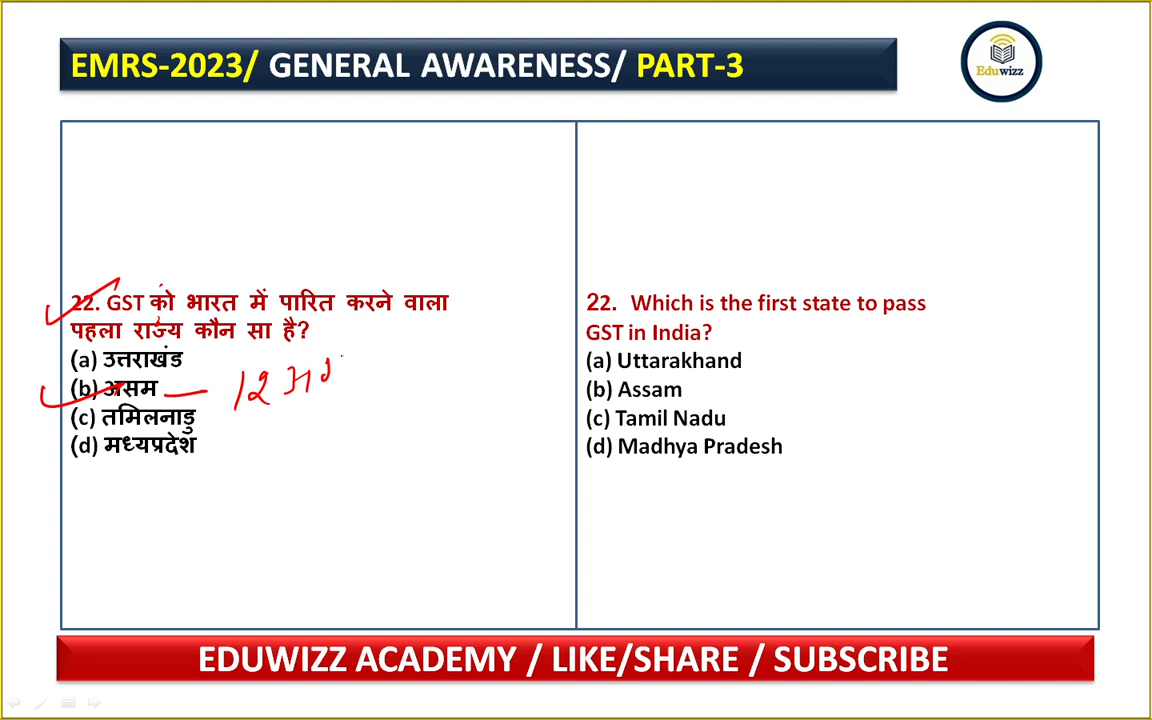 EMRS-2023/ GENERAL AWARENESS/ PART-3
Eduwizz
22. GST को भारत में पारित करने वाला
पहला राज्य कौन सा है?
(a) उत्तराखंड
(b) असम
12 अग
(c) तमिलनाडु
(d) मध्यप्रदेश
22. Which is the first state to pass
GST in India?
(a) Uttarakhand
(b) Assam
(c) Tamil Nadu
(d) Madhya Pradesh
EDUWIZZ ACADEMY / LIKE/SHARE / SUBSCRIBE